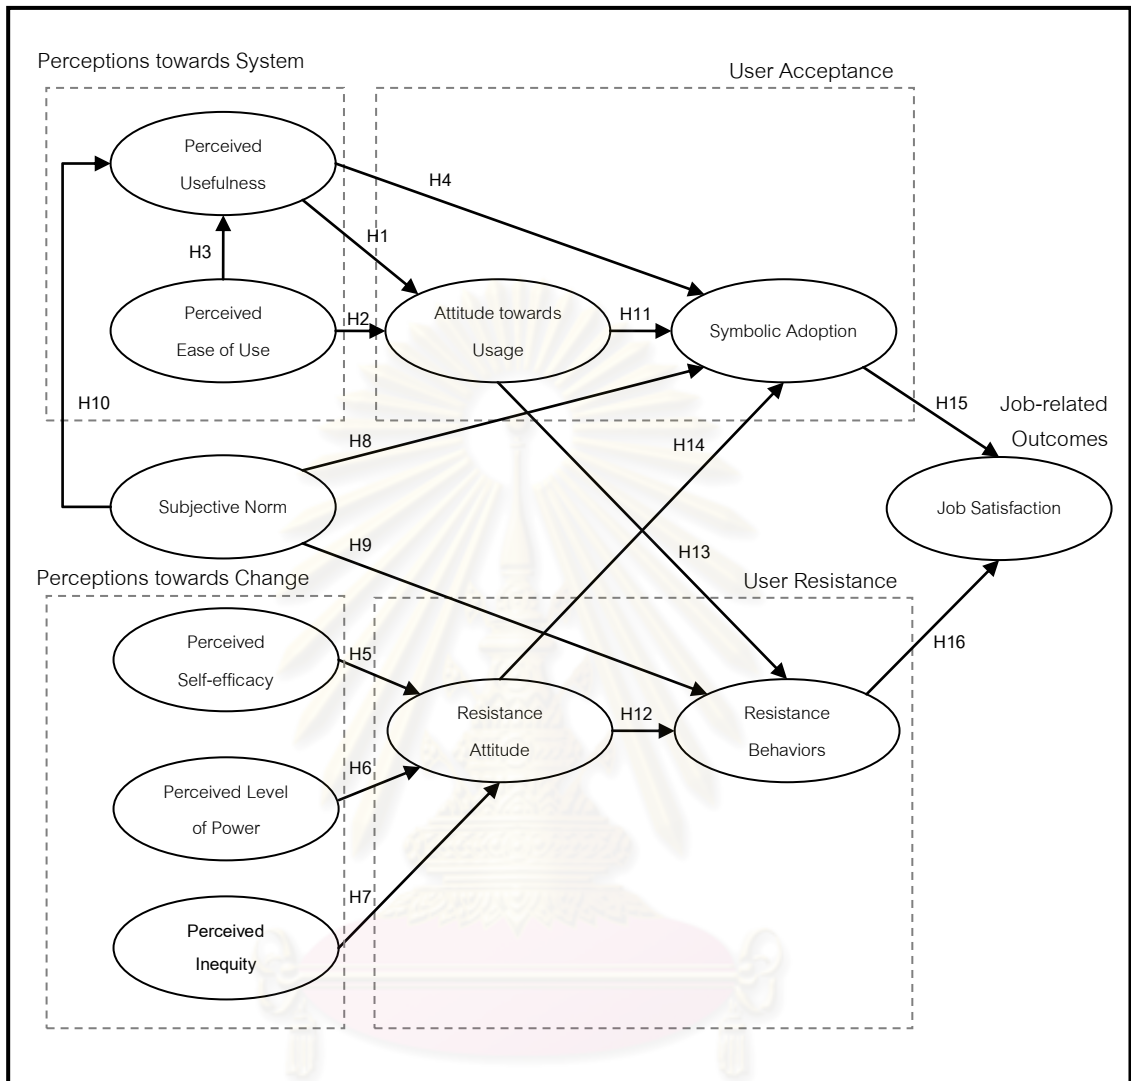 Perceptions towards System
User Acceptance
Perceived
Usefulness
H4
H1
H3
Perceived
Ease of Use
H2
Attitude towards
Usage
H11
Symbolic Adoption
H10
H8
H14
H15
Job-related
Outcomes
Subjective Norm
Job Satisfaction
H9
H13
Perceptions towards Change
User Resistance
Perceived
Self-efficacy
H5
H16
Resistance
Attitude
H12
Resistance
Behaviors
Perceived Level
of Power
H6
H7
Perceived
Inequity